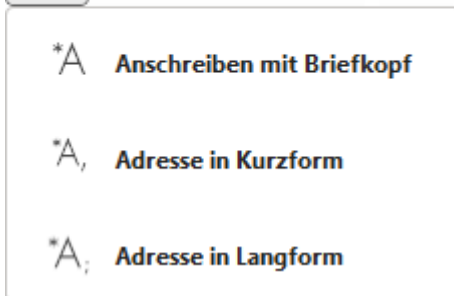 *A Anschreiben mit Briefkopf
*A, Adresse in Kurzform
*A; Adresse in Langform